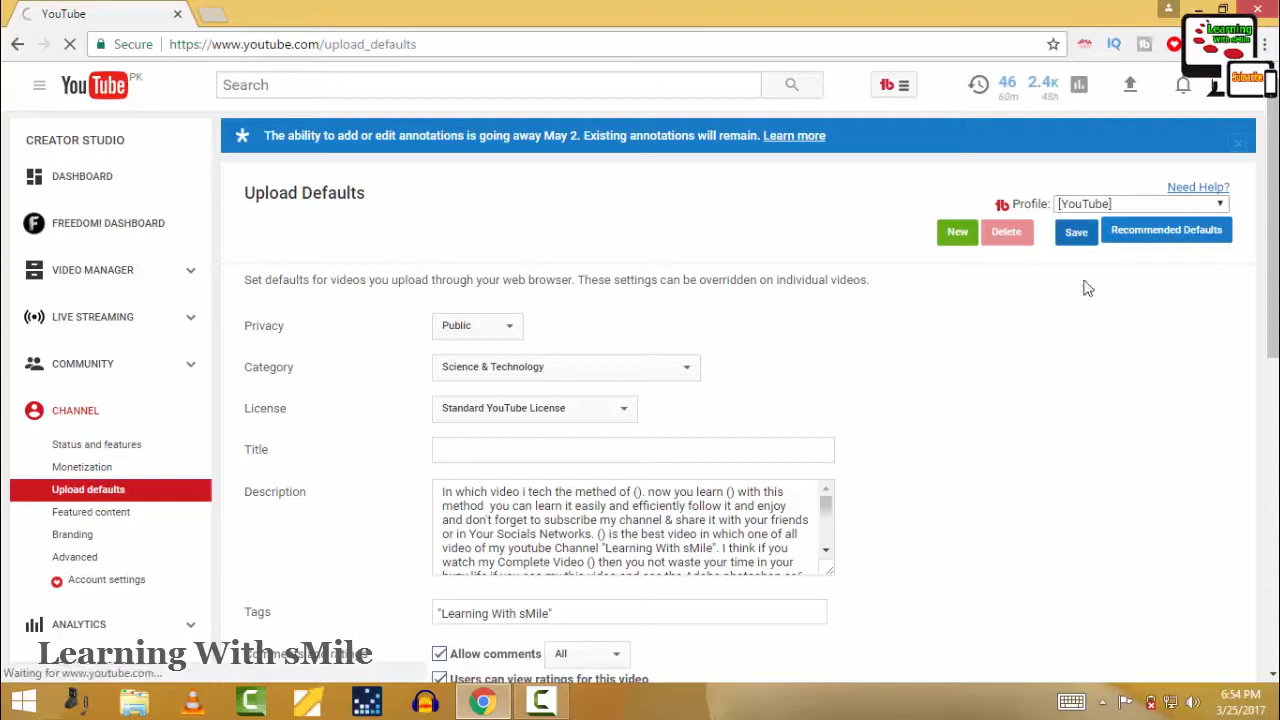 YouTube
Secure
https://www.youtube.com/upload_defaults
IQ
tb
Learning
With sMile
Subscribe
YouTube PK
Search
tb
46
60m
2.4K
48h
CREATOR STUDIO
DASHBOARD
FREEDOM! DASHBOARD
VIDEO MANAGER
LIVE STREAMING
COMMUNITY
CHANNEL
Status and features
Monetization
Upload defaults
Featured content
Branding
Advanced
Account settings
ANALYTICS
The ability to add or edit annotations is going away May 2. Existing annotations will remain. Learn more
Upload Defaults
Need Help?
tb Profile: [YouTube]
New
Delete
Save
Recommended Defaults
Set defaults for videos you upload through your web browser. These settings can be overridden on individual videos.
Privacy
Public
Category
Science & Technology
License
Standard YouTube License
Title
Description
In which video i tech the methed of (). now you learn () with this
method you can learn it easily and efficiently follow it and enjoy
and don't forget to subscribe my channel & share it with your friends
or in Your Socials Networks. () is the best video in which one of all
video of my youtube Channel "Learning With sMile". I think if you
watch my Complete Video () then you not waste your time in your
Tags
"Learning With sMile"
Allow comments
All
Users can view ratings for this video
Learning With sMile
Waiting for www.youtube.com...
6:54 PM
3/25/2017